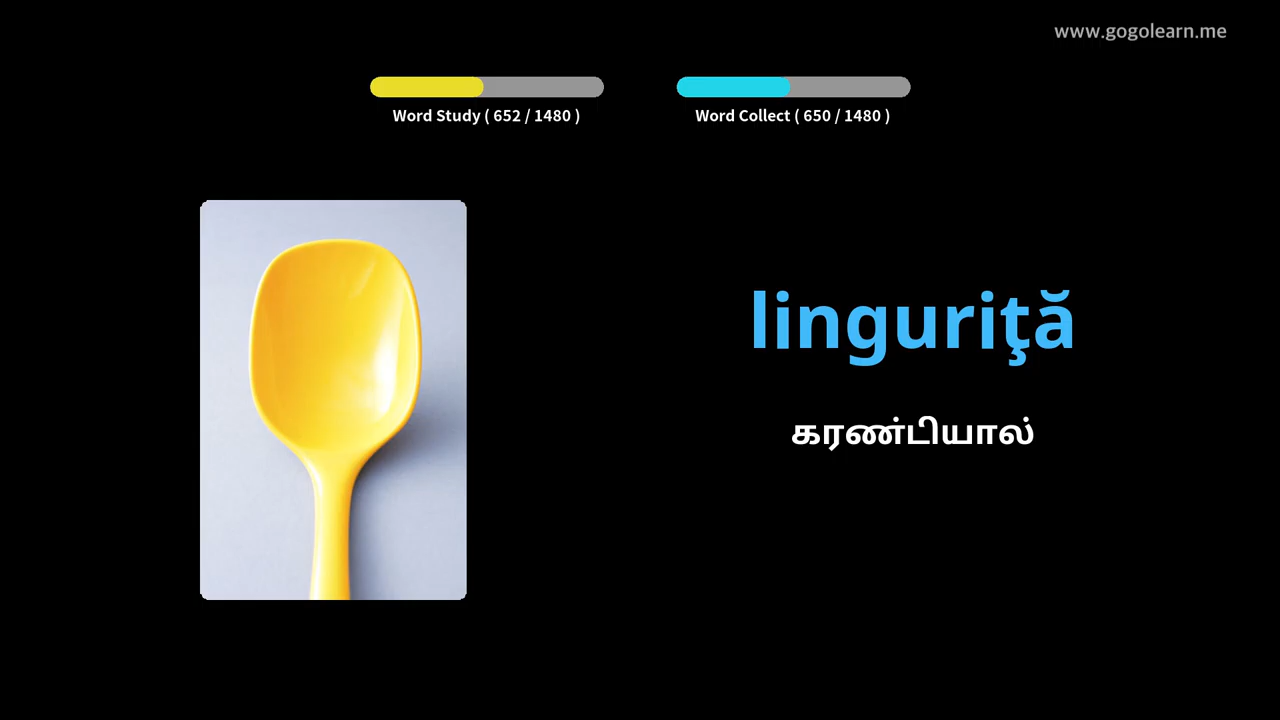 www.gogolearn.me
Word Study ( 652 / 1480 )
Word Collect ( 650 / 1480 )
linguriţă
கரண்டியால்